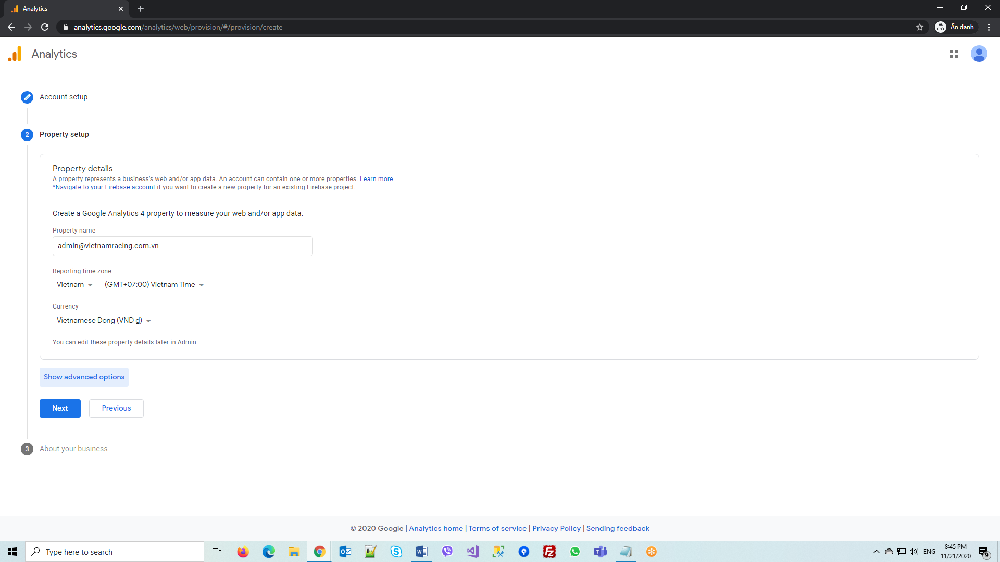 Analytics
analytics.google.com/analytics/web/provision/#/provision/create
Ẩn danh
Analytics
Account setup
2 Property setup
Property details
A property represents a business's web and/or app data. An account can contain one or more properties. Learn more
*Navigate to your Firebase account if you want to create a new property for an existing Firebase project.
Create a Google Analytics 4 property to measure your web and/or app data.
Property name
admin@vietnamracing.com.vn
Reporting time zone
Vietnam (GMT+07:00) Vietnam Time
Currency
Vietnamese Dong (VND ₫)
You can edit these property details later in Admin
Show advanced options
Next Previous
3 About your business
© 2020 Google | Analytics home | Terms of service | Privacy Policy | Sending feedback
Type here to search
ENG
8:45 PM
11/21/2020
9